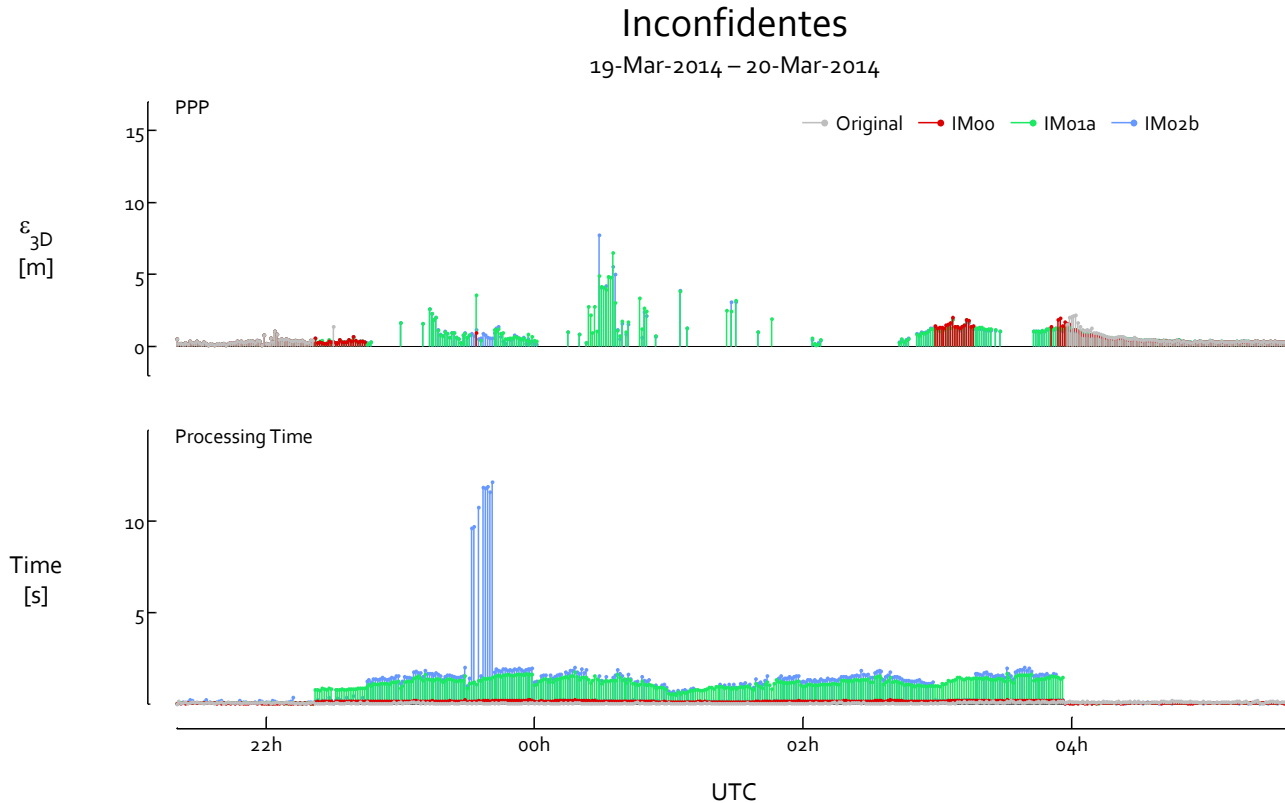 Inconfidentes
19-Mar-2014 – 20-Mar-2014
PPP
Original IM00 IM01a IM02b
15
10
5
0
ε3D
[m]
Processing Time
10
5
Time
[s]
22h 00h 02h 04h
UTC